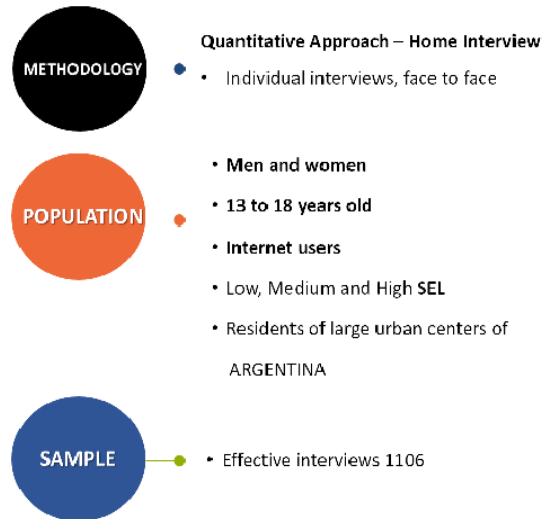 METHODOLOGY
Quantitative Approach – Home Interview
• Individual interviews, face to face
POPULATION
• Men and women
• 13 to 18 years old
• Internet users
• Low, Medium and High SEL
• Residents of large urban centers of
ARGENTINA
SAMPLE
• Effective interviews 1106